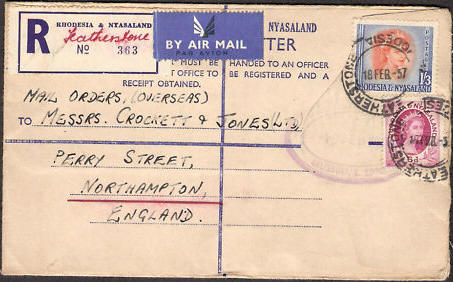 RHODESIA & NYASALAND
R Featherstone
No 363
BY AIR MAIL
PAR AVION
NYASALAND
TTER
MUST BE HANDED TO AN OFFICER
T OFFICE TO BE REGISTERED AND A
RECEIPT OBTAINED.
POSTAGE
1/3
RHODESIA & NYASALAND
18 FEB -57
MAIL ORDERS, (OVERSEAS)
TO MESSRS. CROCKETT & JONES (LTD)
PERRY STREET,
NORTHAMPTON,
ENGLAND.